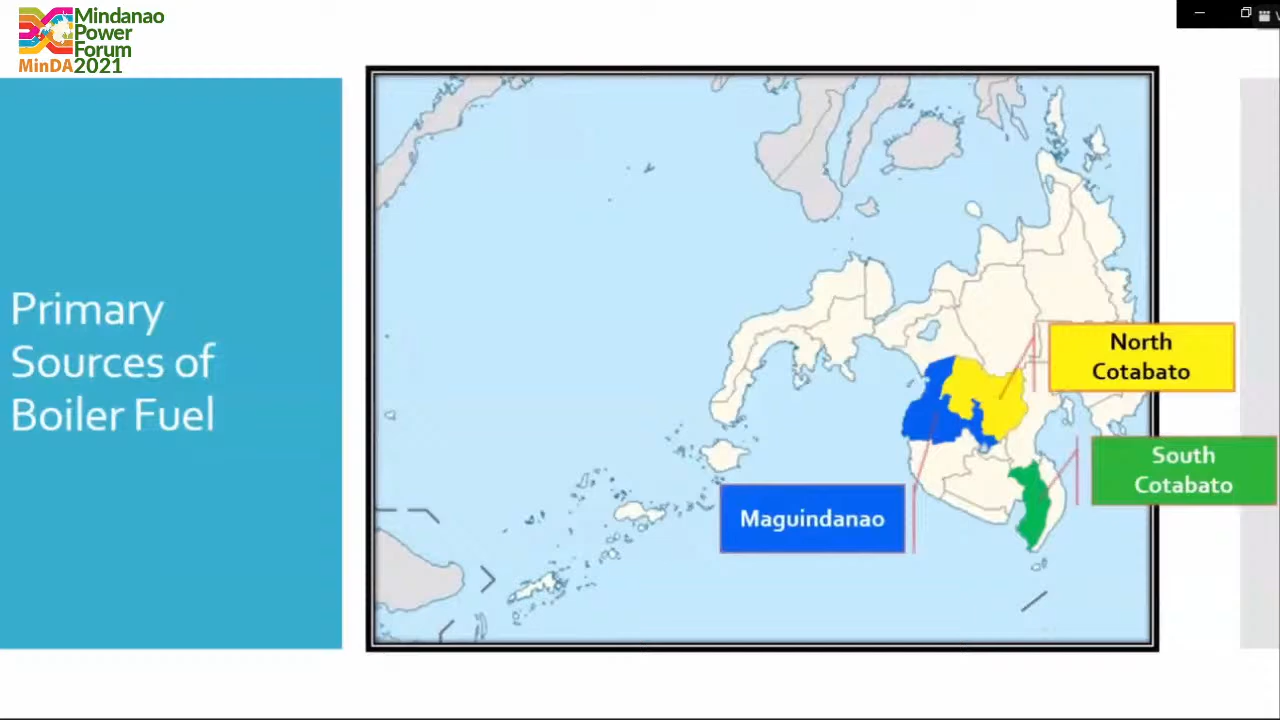 Mindanao
Power
Forum
MinDA2021
Primary
Sources of
Boiler Fuel
North
Cotabato
South
Cotabato
Maguindanao